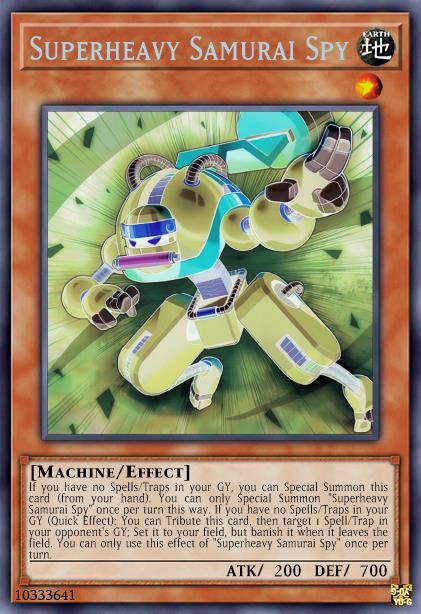 Superheavy Samurai Spy
EARTH
地
[Machine/Effect]
If you have no Spells/Traps in your GY, you can Special Summon this
card (from your hand). You can only Special Summon "Superheavy
Samurai Spy" once per turn this way. If you have no Spells/Traps in
your GY (Quick Effect): You can Tribute this card, then target 1 Spell/Trap in
your opponent's GY; Set it to your field, but banish it when it leaves the
field. You can only use this effect of "Superheavy Samurai Spy" once per
turn.
ATK/ 200 DEF/ 700
10333641